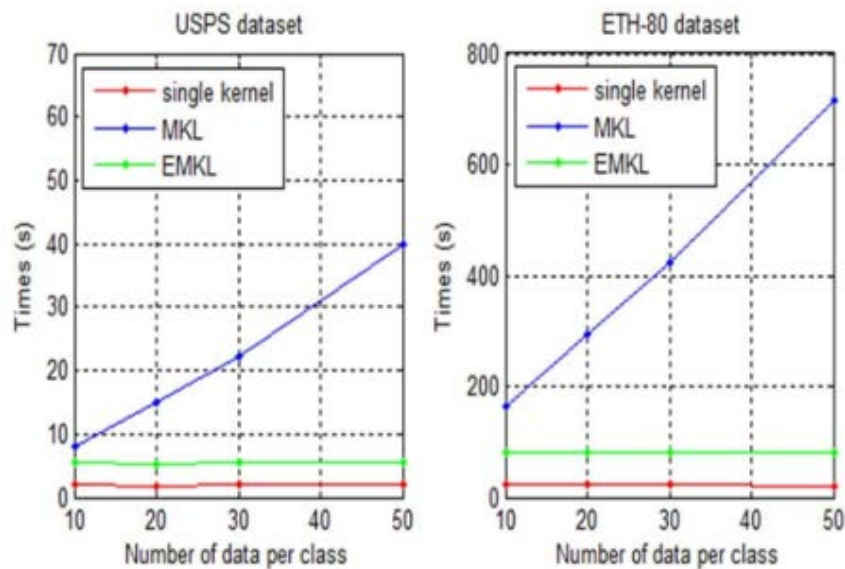 USPS dataset
70
60
50
40
30
20
10
0
10 20 30 40 50
Times (s)
Number of data per class
single kernel
MKL
EMKL
ETH-80 dataset
800
600
400
200
0
10 20 30 40 50
Times (s)
Number of data per class
single kernel
MKL
EMKL